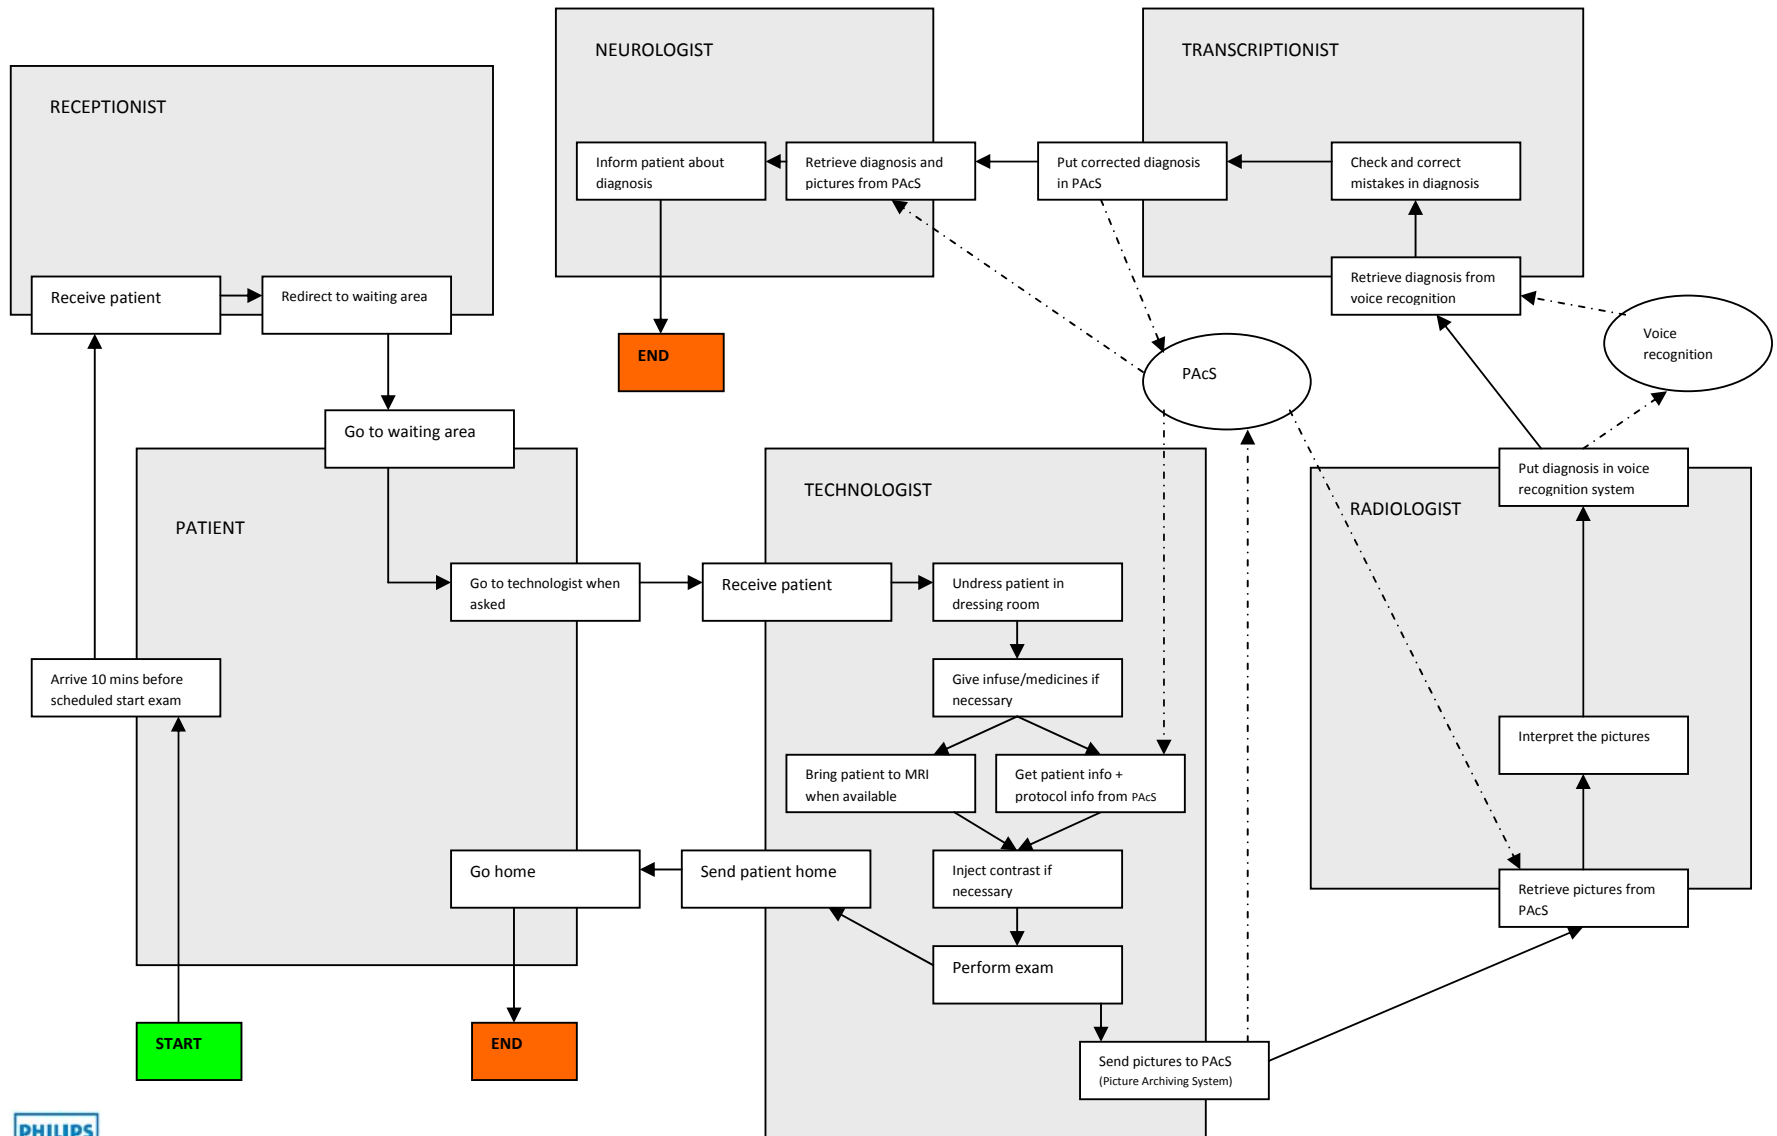 NEUROLOGIST
TRANSCRIPTIONIST
RECEPTIONIST
Inform patient about
diagnosis
Retrieve diagnosis and
pictures from PAcS
Put corrected diagnosis
in PAcS
Check and correct
mistakes in diagnosis
Receive patient
Redirect to waiting area
Retrieve diagnosis from
voice recognition
Voice
recognition
END
PAcS
Go to waiting area
PATIENT
TECHNOLOGIST
Put diagnosis in voice
recognition system
RADIOLOGIST
Go to technologist when
asked
Receive patient
Undress patient in
dressing room
Arrive 10 mins before
scheduled start exam
Give infuse/medicines if
necessary
Interpret the pictures
Bring patient to MRI
when available
Get patient info +
protocol info from PAcS
Go home
Send patient home
Inject contrast if
necessary
Retrieve pictures from
PAcS
Perform exam
START
END
Send pictures to PAcS
(Picture Archiving System)
PHILIPS